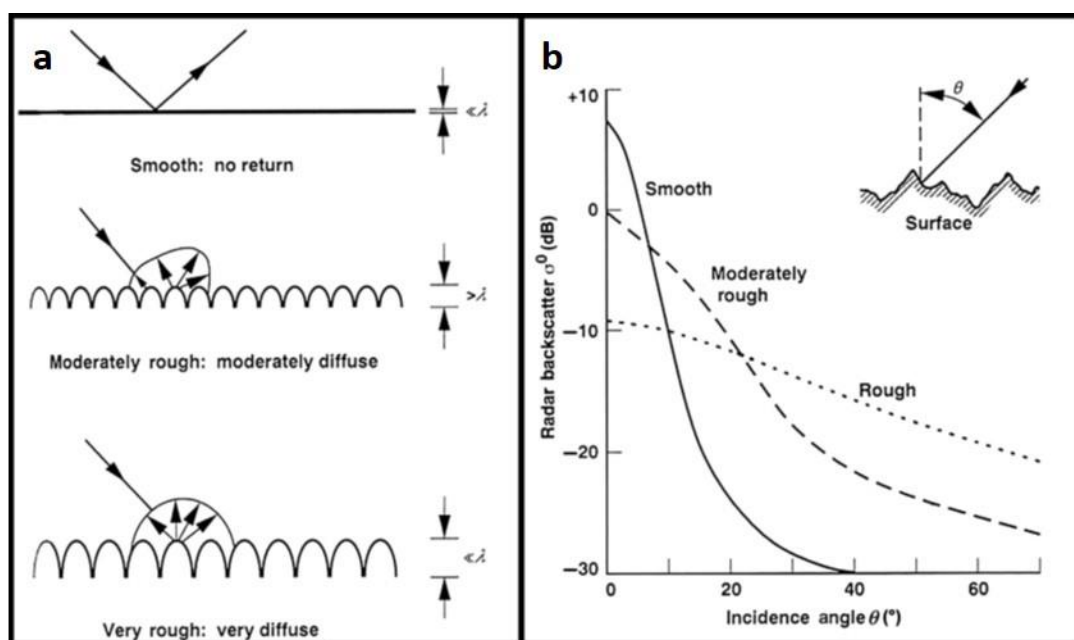 a
≪λ
Smooth: no return
>λ
Moderately rough: moderately diffuse
≪λ
Very rough: very diffuse
b
Radar backscatter σ⁰ (dB)
+10
0
−10
−20
−30
0
20
40
60
Incidence angle θ (°)
Smooth
Moderately
rough
Rough
θ
Surface